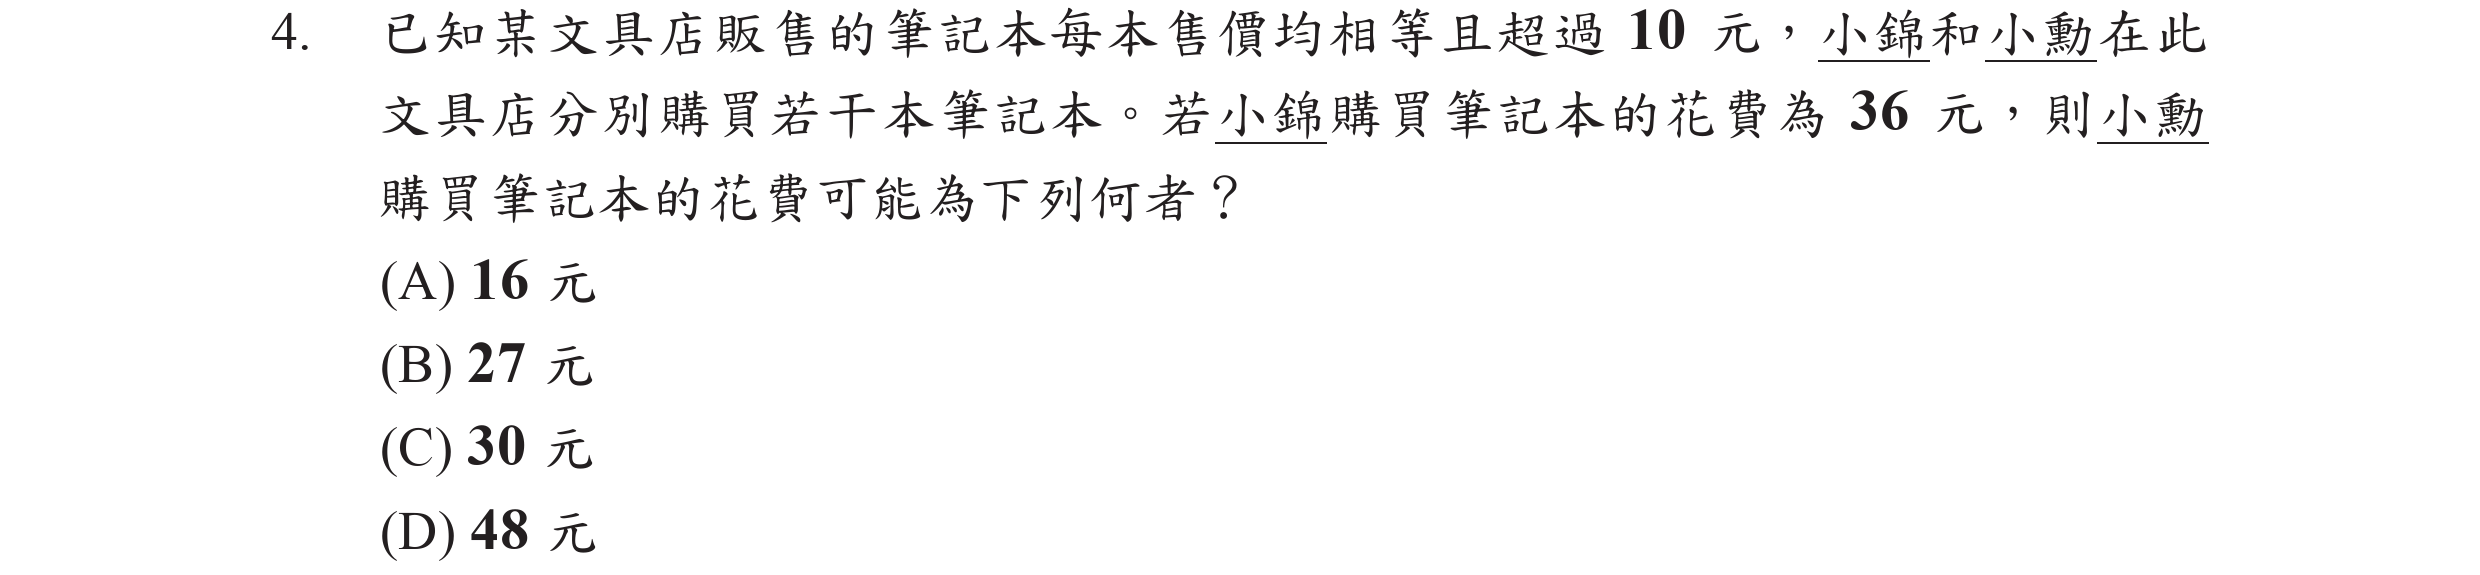 4. 已知某文具店販售的筆記本每本售價均相等且超過 10 元，小錦和小勳在此
文具店分別購買若干本筆記本。若小錦購買筆記本的花費為 36 元，則小勳
購買筆記本的花費可能為下列何者？
(A) 16 元
(B) 27 元
(C) 30 元
(D) 48 元